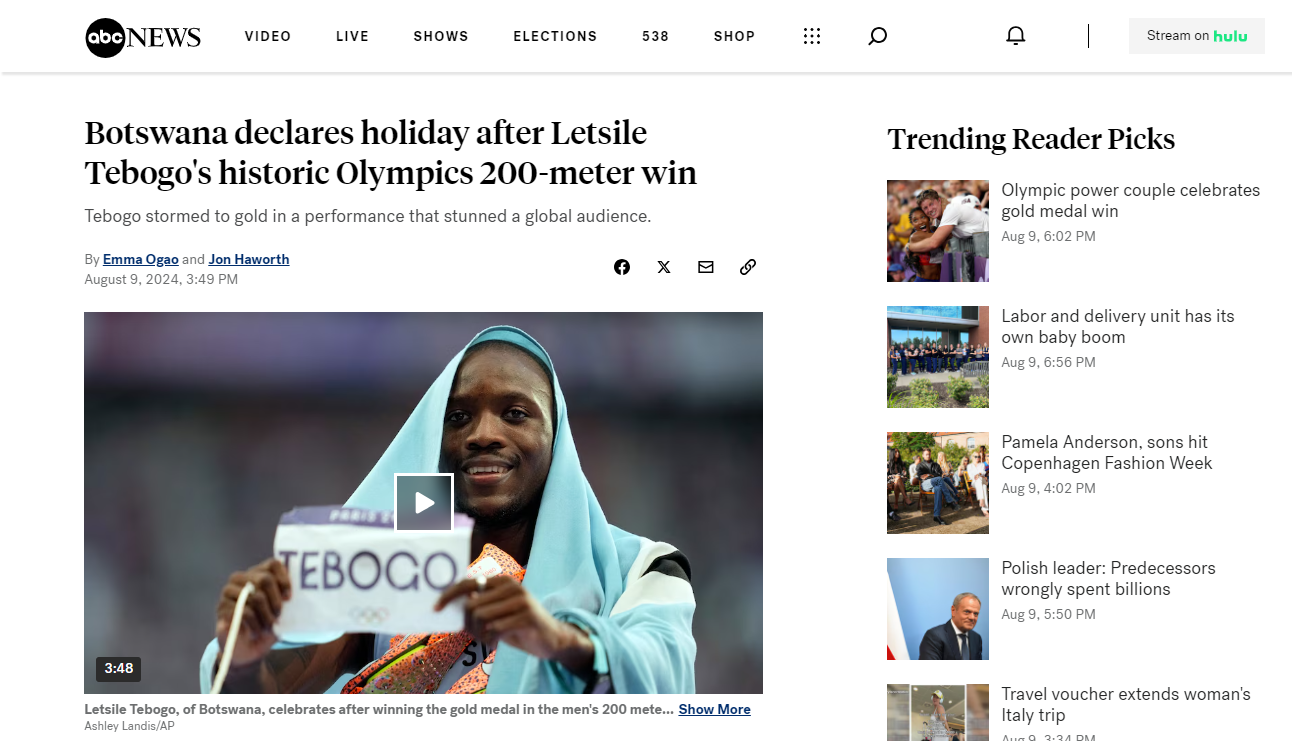 abc NEWS
VIDEO
LIVE
SHOWS
ELECTIONS
538
SHOP
Stream on hulu
Botswana declares holiday after Letsile
Tebogo's historic Olympics 200-meter win
Tebogo stormed to gold in a performance that stunned a global audience.
By Emma Ogao and Jon Haworth
August 9, 2024, 3:49 PM
PARIS
TEBOGO
3:48
Letsile Tebogo, of Botswana, celebrates after winning the gold medal in the men's 200 mete... Show More
Ashley Landis/AP
Trending Reader Picks
Olympic power couple celebrates
gold medal win
Aug 9, 6:02 PM
Labor and delivery unit has its
own baby boom
Aug 9, 6:56 PM
Pamela Anderson, sons hit
Copenhagen Fashion Week
Aug 9, 4:02 PM
Polish leader: Predecessors
wrongly spent billions
Aug 9, 5:50 PM
Travel voucher extends woman's
Italy trip
Aug 9, 3:34 PM